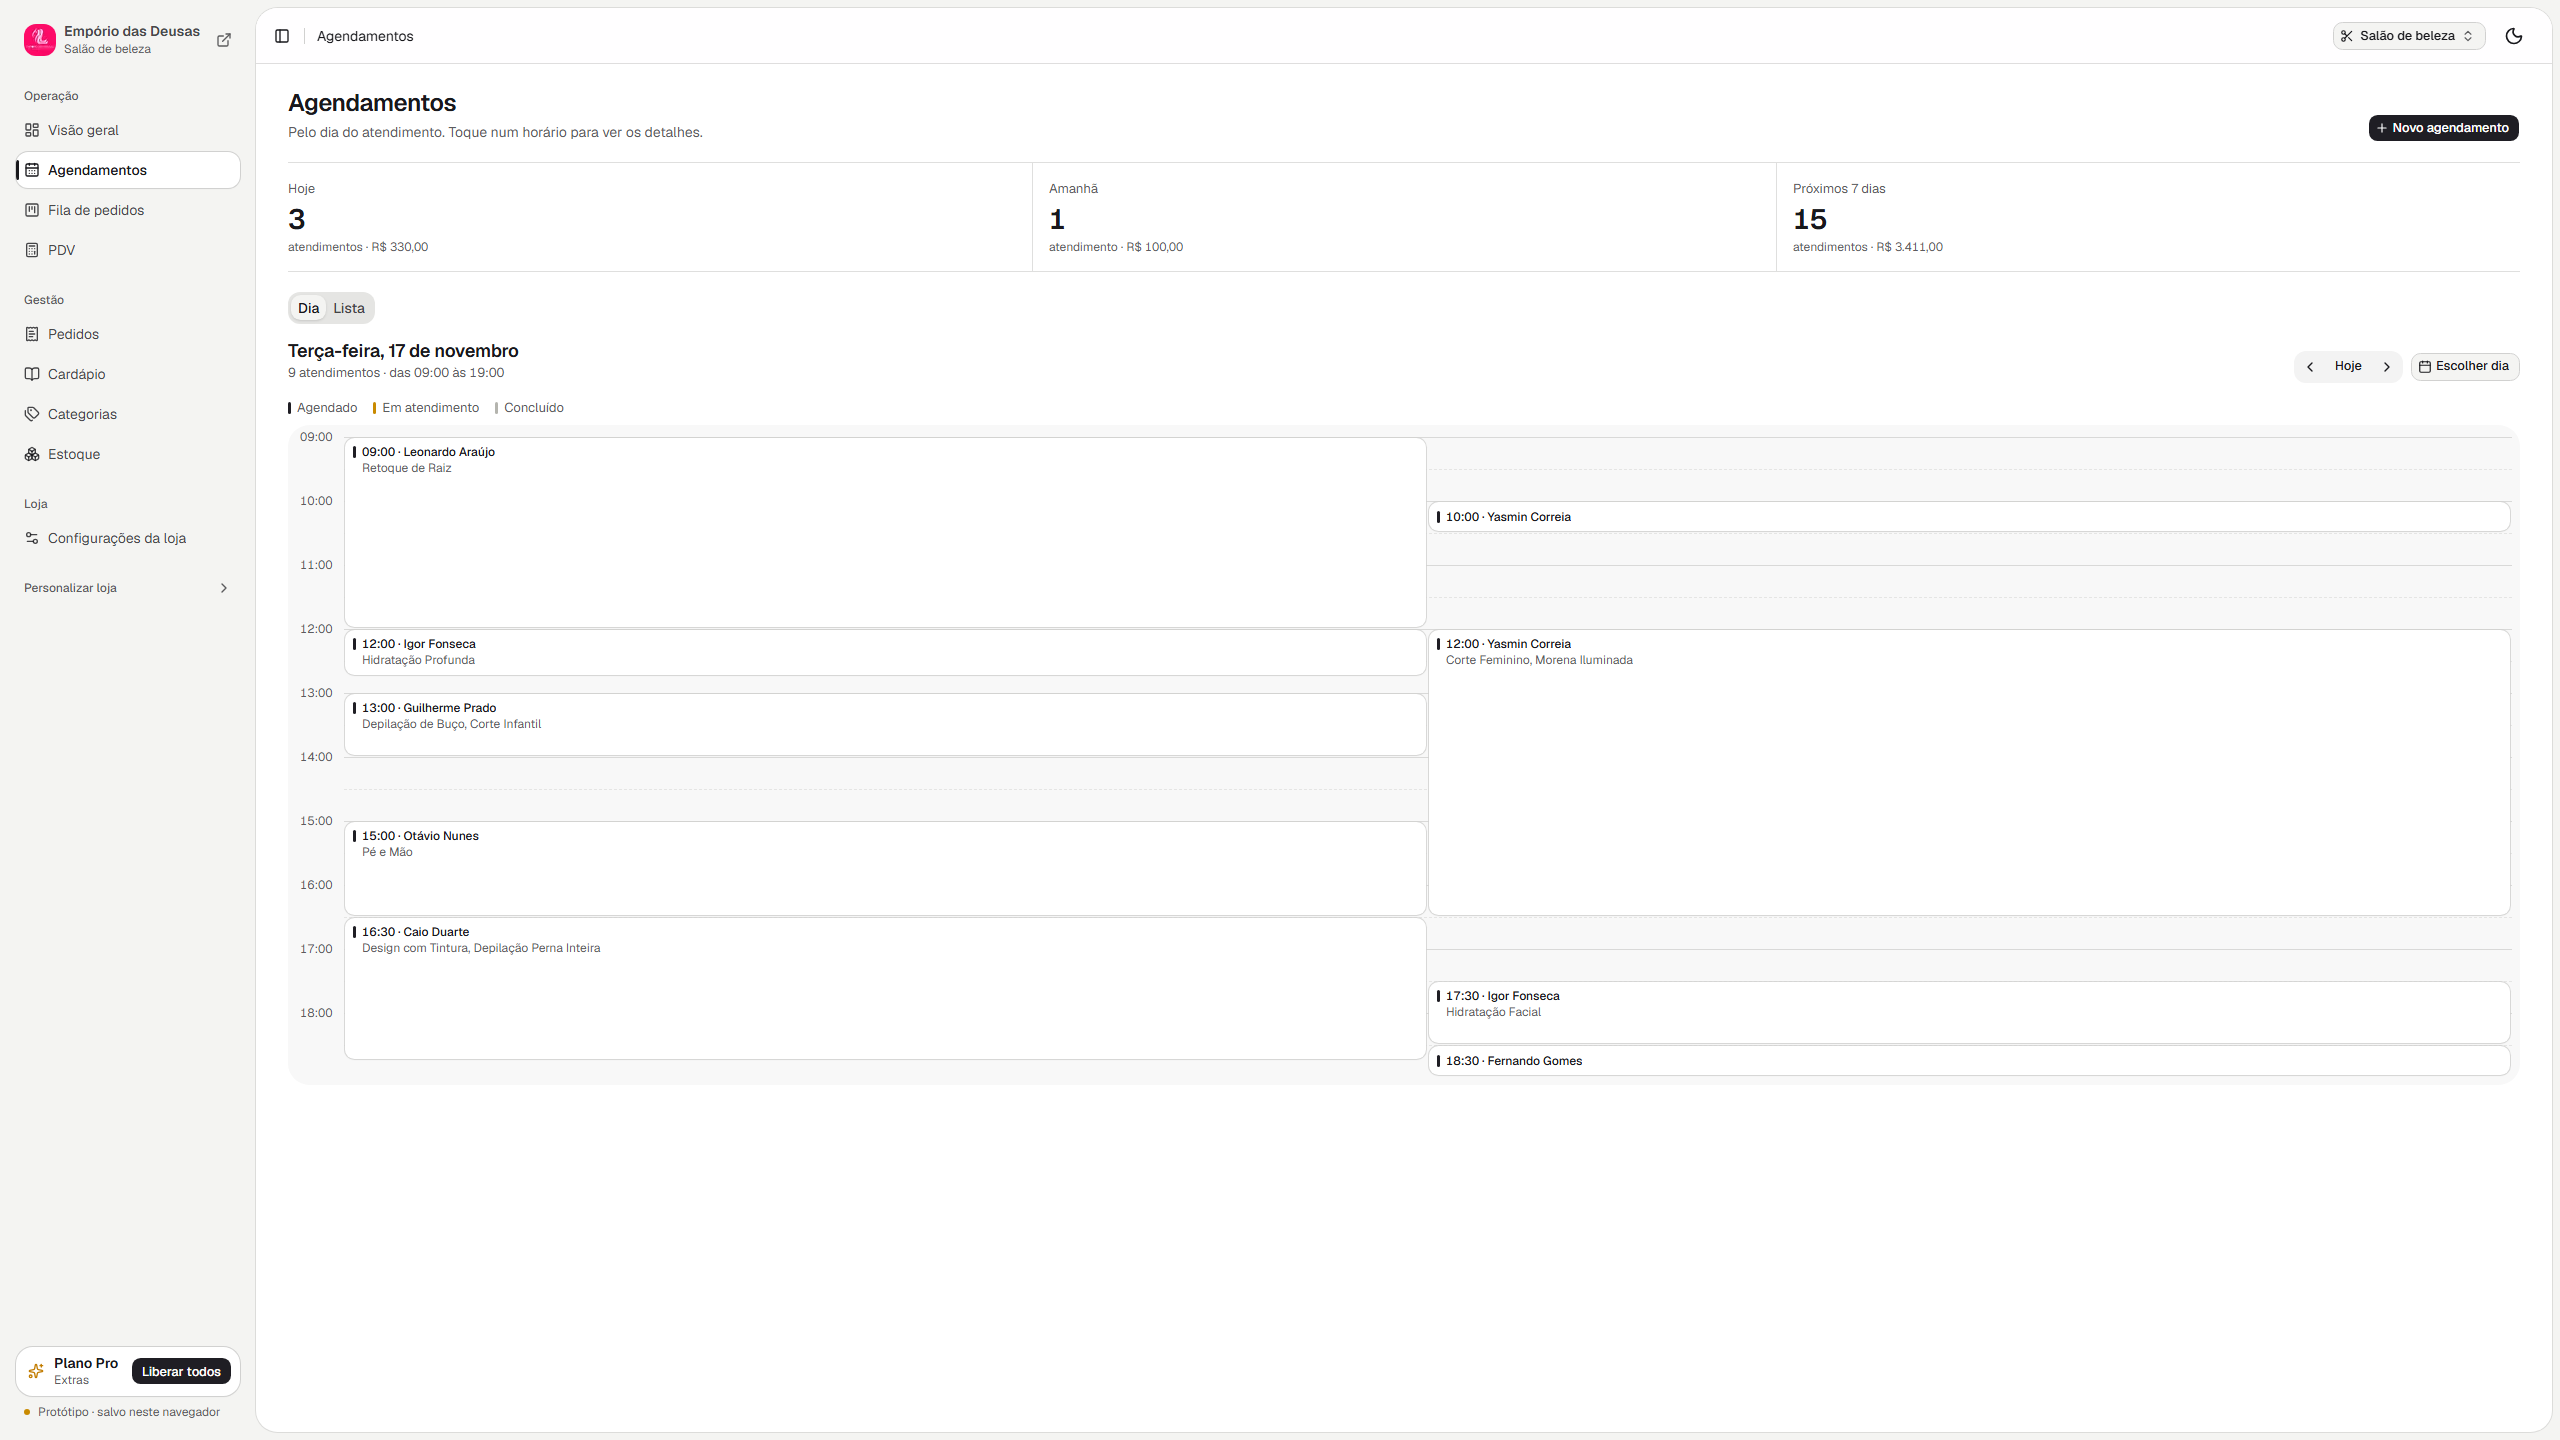 Empório das Deusas
Salão de beleza
Operação
Visão geral
Agendamentos
Fila de pedidos
PDV
Gestão
Pedidos
Cardápio
Categorias
Estoque
Loja
Configurações da loja
Personalizar loja
Plano Pro
Extras
Liberar todos
Protótipo · salvo neste navegador
Agendamentos
Salão de beleza
Agendamentos
Pelo dia do atendimento. Toque num horário para ver os detalhes.
+ Novo agendamento
Hoje
3
atendimentos · R$ 330,00
Amanhã
1
atendimento · R$ 100,00
Próximos 7 dias
15
atendimentos · R$ 3.411,00
Dia Lista
Terça-feira, 17 de novembro
9 atendimentos · das 09:00 às 19:00
Hoje
Escolher dia
Agendado Em atendimento Concluído
09:00
09:00 · Leonardo Araújo
Retoque de Raiz
10:00
10:00 · Yasmin Correia
11:00
12:00
12:00 · Igor Fonseca
Hidratação Profunda
12:00 · Yasmin Correia
Corte Feminino, Morena Iluminada
13:00
13:00 · Guilherme Prado
Depilação de Buço, Corte Infantil
14:00
15:00
15:00 · Otávio Nunes
Pé e Mão
16:00
16:30 · Caio Duarte
Design com Tintura, Depilação Perna Inteira
17:00
17:30 · Igor Fonseca
Hidratação Facial
18:00
18:30 · Fernando Gomes